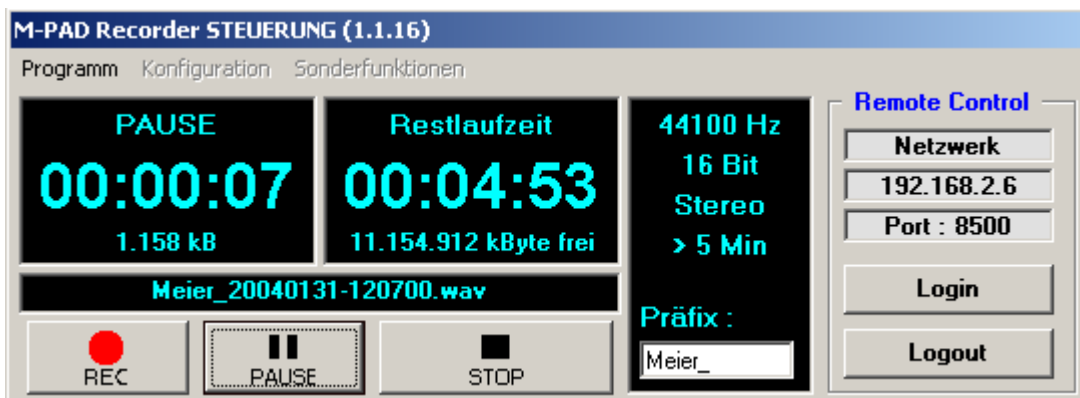 M-PAD Recorder STEUERUNG (1.1.16)
Programm Konfiguration Sonderfunktionen
PAUSE
00:00:07
1.158 kB
Restlaufzeit
00:04:53
11.154.912 kByte frei
Meier_20040131-120700.wav
REC
PAUSE
STOP
44100 Hz
16 Bit
Stereo
> 5 Min
Präfix :
Meier_
Remote Control
Netzwerk
192.168.2.6
Port : 8500
Login
Logout